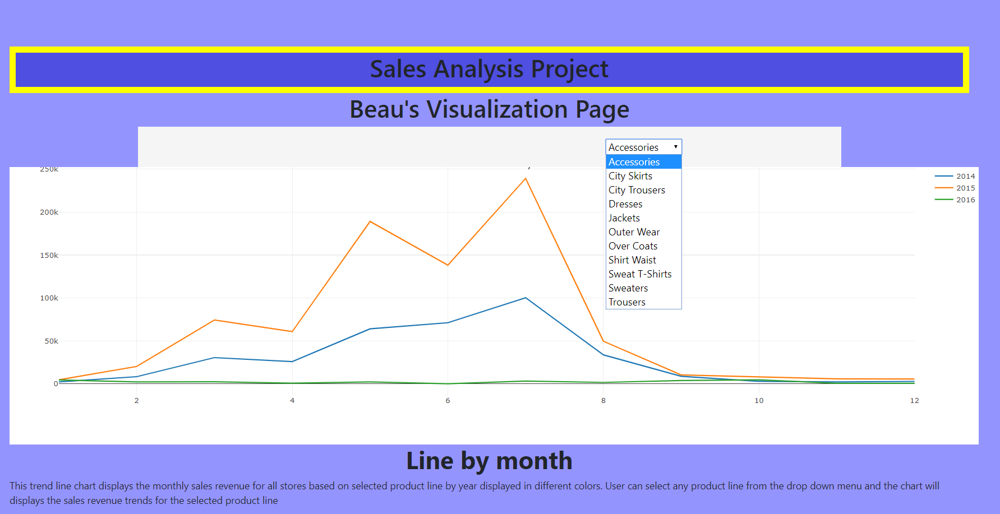 Sales Analysis Project
Beau's Visualization Page
Accessories
Accessories
City Skirts
City Trousers
Dresses
Jackets
Outer Wear
Over Coats
Shirt Waist
Sweat T-Shirts
Sweaters
Trousers
250k
200k
150k
100k
50k
0
2 4 6 8 10 12
2014
2015
2016
Line by month
This trend line chart displays the monthly sales revenue for all stores based on selected product line by year displayed in different colors. User can select any product line from the drop down menu and the chart will
displays the sales revenue trends for the selected product line